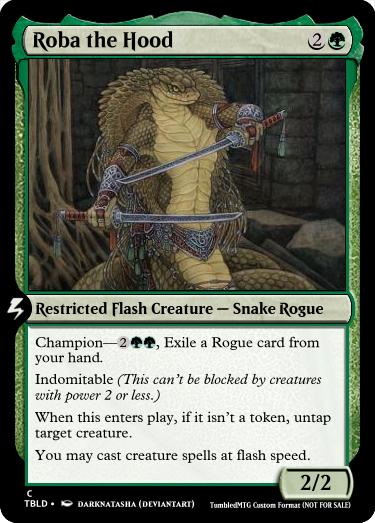 Roba the Hood 2
Restricted Flash Creature — Snake Rogue
Champion—2, Exile a Rogue card from
your hand.
Indomitable (This can't be blocked by creatures
with power 2 or less.)
When this enters play, if it isn't a token, untap
target creature.
You may cast creature spells at flash speed.
2/2
C
TBLD • DARKNATASHA (DEVIANTART)
TumbledMTG Custom Format (NOT FOR SALE)